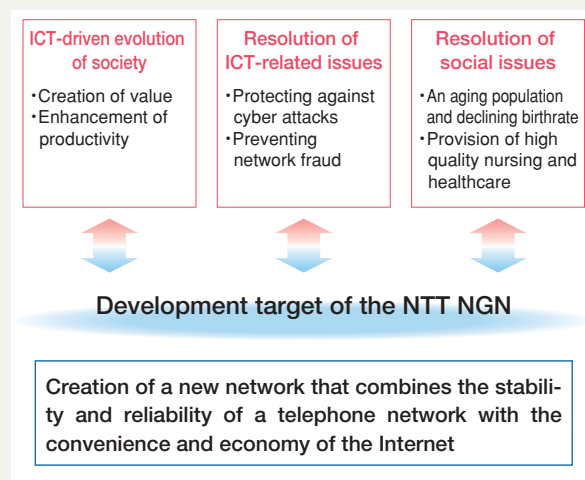 ICT-driven evolution
of society
・Creation of value
・Enhancement of
productivity
Resolution of
ICT-related issues
・Protecting against
cyber attacks
・Preventing
network fraud
Resolution of
social issues
・An aging population
and declining birthrate
・Provision of high
quality nursing and
healthcare
Development target of the NTT NGN
Creation of a new network that combines the stabili-
ty and reliability of a telephone network with the
convenience and economy of the Internet